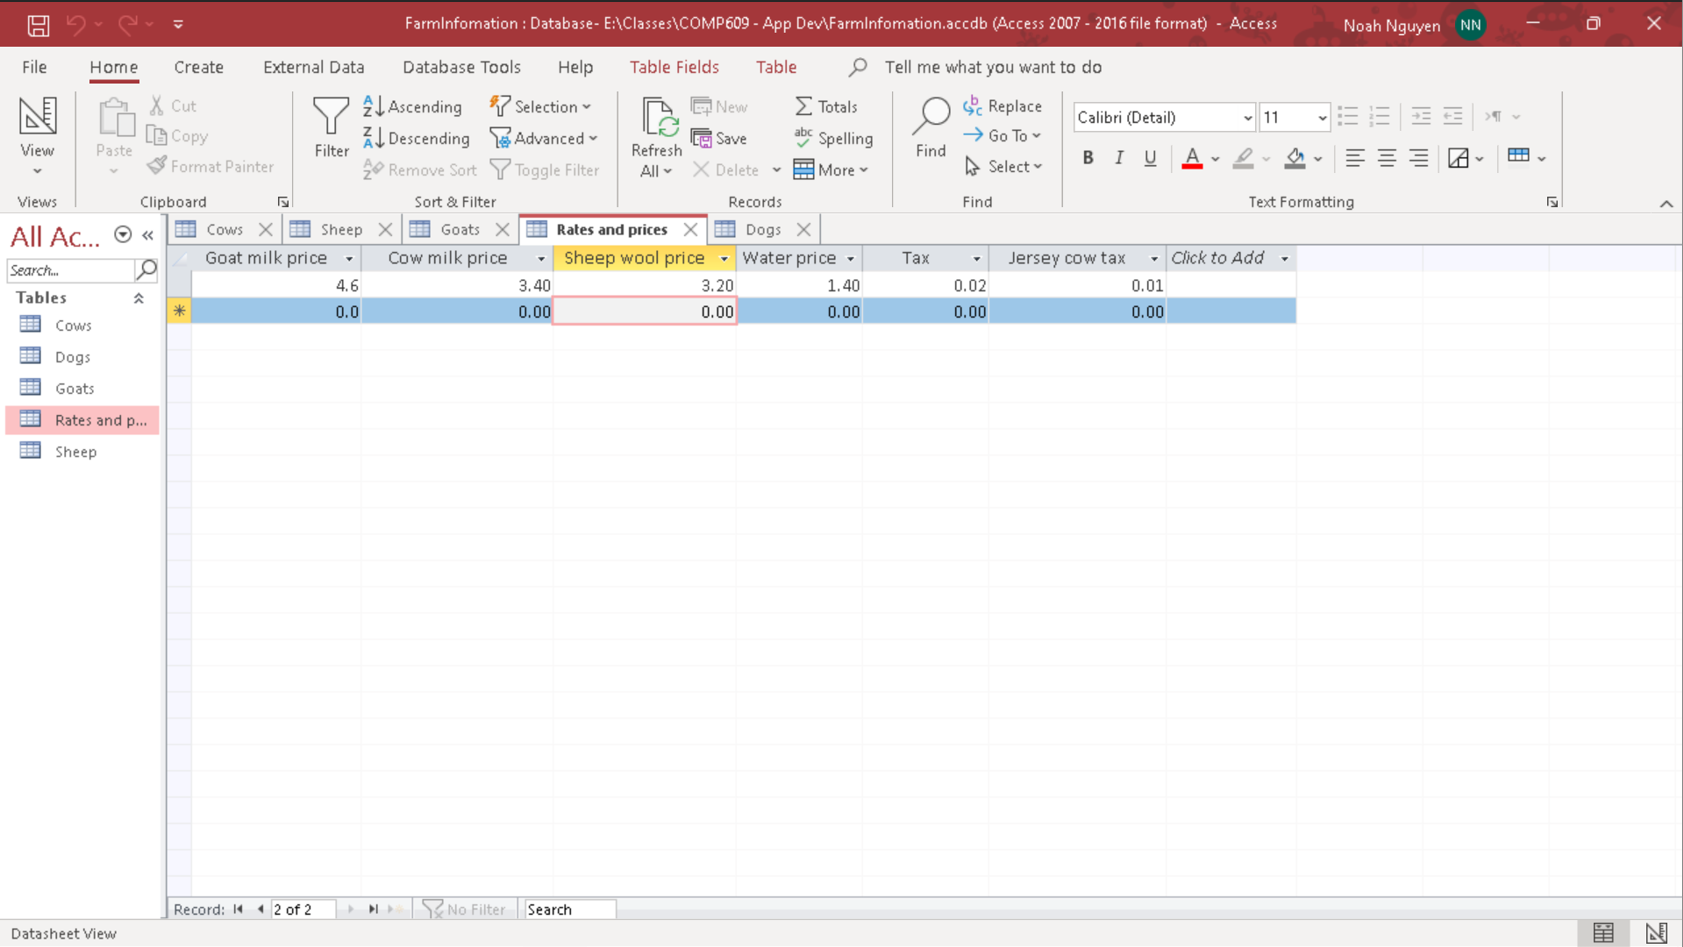 FarmInfomation : Database- E:\Classes\COMP609 - App Dev\FarmInfomation.accdb (Access 2007 - 2016 file format) - Access
Noah Nguyen NN
File Home Create External Data Database Tools Help Table Fields Table Tell me what you want to do
View
Views
Paste
Cut
Copy
Format Painter
Clipboard
Filter
Ascending
Descending
Remove Sort
Selection
Advanced
Toggle Filter
Sort & Filter
Refresh
All
New
Save
Delete
Totals
Spelling
More
Records
Find
Replace
Go To
Select
Find
Calibri (Detail) 11
B I U A
Text Formatting
All Ac...
Search...
Tables
Cows
Dogs
Goats
Rates and p...
Sheep
Cows Sheep Goats Rates and prices Dogs
Goat milk price Cow milk price Sheep wool price Water price Tax Jersey cow tax Click to Add
4.6 3.40 3.20 1.40 0.02 0.01
0.0 0.00 0.00 0.00 0.00 0.00
Record: 2 of 2 No Filter Search
Datasheet View